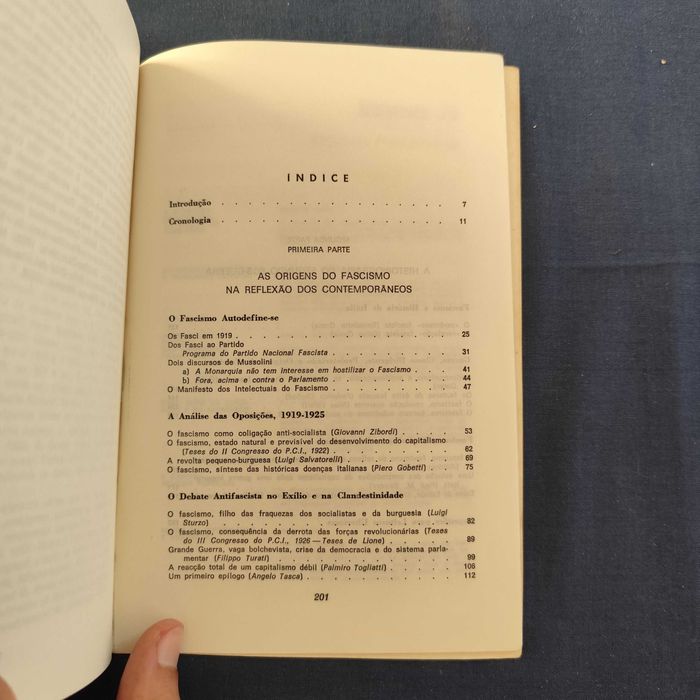 INDICE
Introdução . . . . . . . . . . . . . . . . . 7
Cronologia . . . . . . . . . . . . . . . . . 11
PRIMEIRA PARTE
AS ORIGENS DO FASCISMO
NA REFLEXÃO DOS CONTEMPORÂNEOS
O Fascismo Autodefine-se
Os Fasci em 1919 . . . . . . . . . . . . . . . 25
Dos Fasci ao Partido
Programa do Partido Nacional Fascista . . . . . . . . 31
Dois discursos de Mussolini
a) A Monarquia não tem interesse em hostilizar o Fascismo . . . . 41
b) Fora, acima e contra o Parlamento . . . . . . . . 44
O Manifesto dos Intelectuais do Fascismo . . . . . . . . 47
A Análise das Oposições, 1919-1925
O fascismo como coligação anti-socialista (Giovanni Zibordi) . . . . 53
O fascismo, estado natural e previsível do desenvolvimento do capitalismo
(Teses do II Congresso do P.C.I., 1922) . . . . . . . . 62
A revolta pequeno-burguesa (Luigi Salvatorelli) . . . . . . . 69
O fascismo, síntese das históricas doenças italianas (Piero Gobetti) . . 75
O Debate Antifascista no Exílio e na Clandestinidade
O fascismo, filho das fraquezas dos socialistas e da burguesia (Luigi
Sturzo) . . . . . . . . . . . . . . . . . 82
O fascismo, consequência da derrota das forças revolucionárias (Teses
do III Congresso do P.C.I., 1926 — Teses de Lione) . . . . . . 89
Grande Guerra, vaga bolchevista, crise da democracia e do sistema parla-
mentar (Filippo Turati) . . . . . . . . . . . . . 99
A reacção total de um capitalismo débil (Palmiro Togliatti) . . . . . 106
Um primeiro epílogo (Angelo Tasca) . . . . . . . . . . 112
201